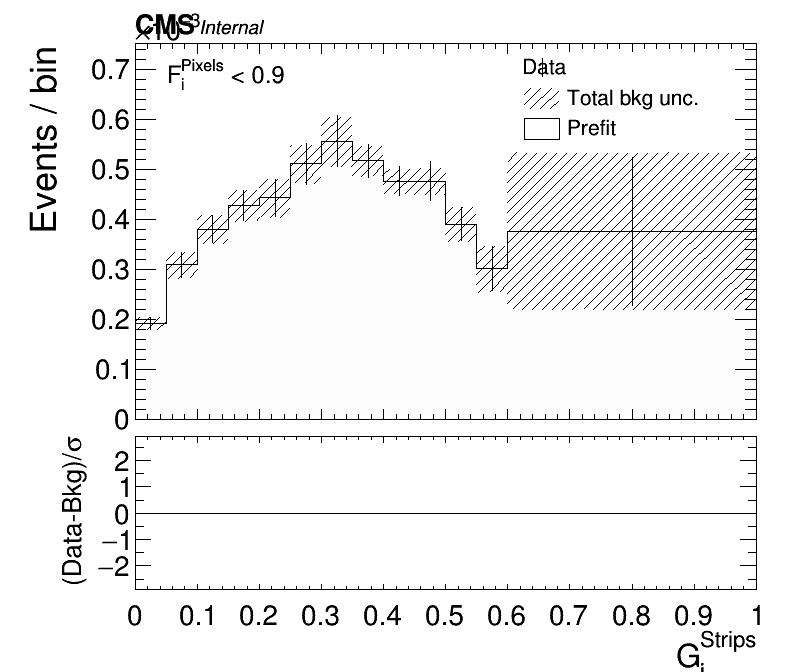 CMS Internal
×10³
Events / bin
F_i^Pixels < 0.9
Data
Total bkg unc.
Prefit
0.7
0.6
0.5
0.4
0.3
0.2
0.1
0
(Data-Bkg)/σ
2
1
0
−1
−2
0 0.1 0.2 0.3 0.4 0.5 0.6 0.7 0.8 0.9 1
G_i^Strips